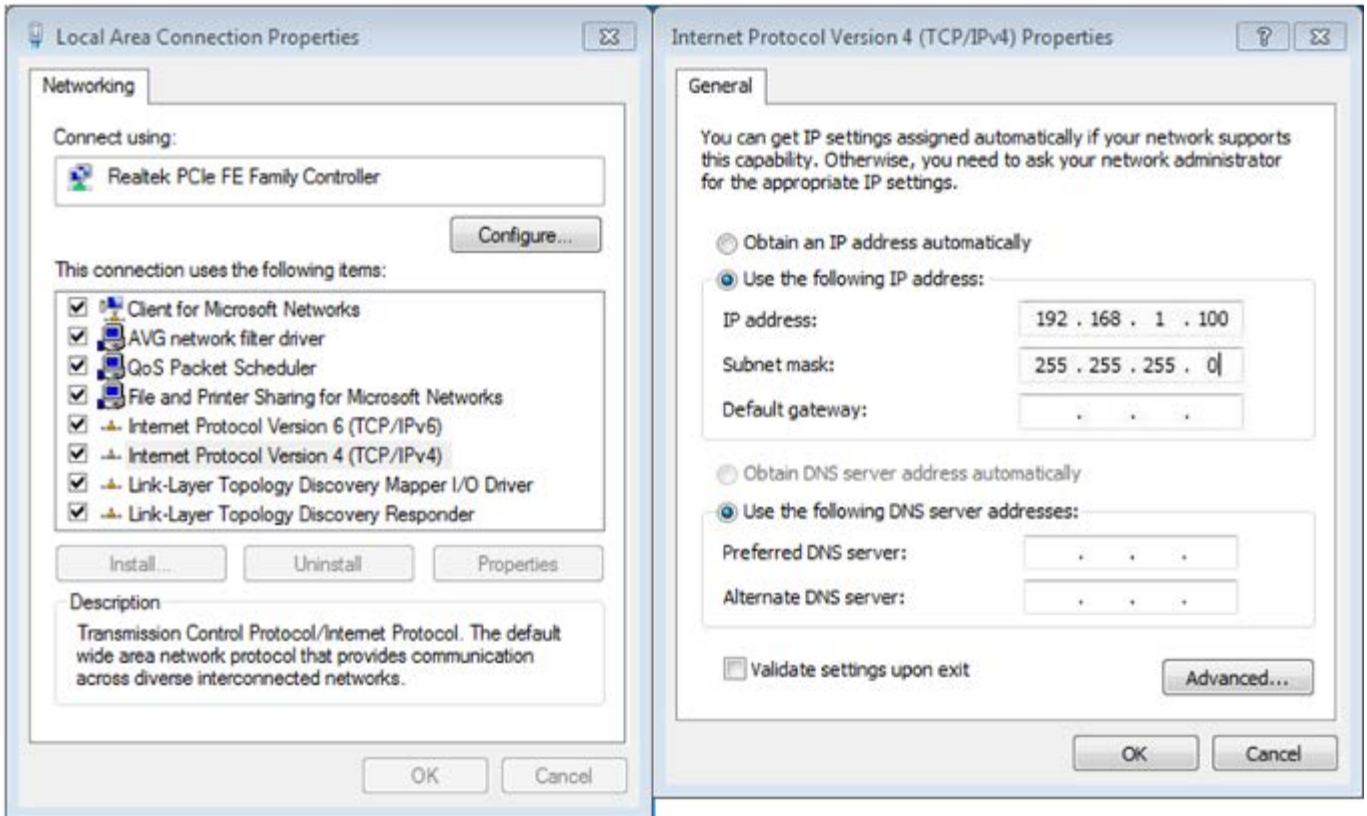 Local Area Connection Properties
Networking
Connect using:
Realtek PCIe FE Family Controller
Configure...
This connection uses the following items:
Client for Microsoft Networks
AVG network filter driver
QoS Packet Scheduler
File and Printer Sharing for Microsoft Networks
Internet Protocol Version 6 (TCP/IPv6)
Internet Protocol Version 4 (TCP/IPv4)
Link-Layer Topology Discovery Mapper I/O Driver
Link-Layer Topology Discovery Responder
Install... Uninstall Properties
Description
Transmission Control Protocol/Internet Protocol. The default
wide area network protocol that provides communication
across diverse interconnected networks.
OK Cancel
Internet Protocol Version 4 (TCP/IPv4) Properties ?
General
You can get IP settings assigned automatically if your network supports
this capability. Otherwise, you need to ask your network administrator
for the appropriate IP settings.
Obtain an IP address automatically
Use the following IP address:
IP address: 192 . 168 . 1 . 100
Subnet mask: 255 . 255 . 255 . 0
Default gateway: . . .
Obtain DNS server address automatically
Use the following DNS server addresses:
Preferred DNS server: . . .
Alternate DNS server: . . .
Validate settings upon exit
Advanced...
OK Cancel